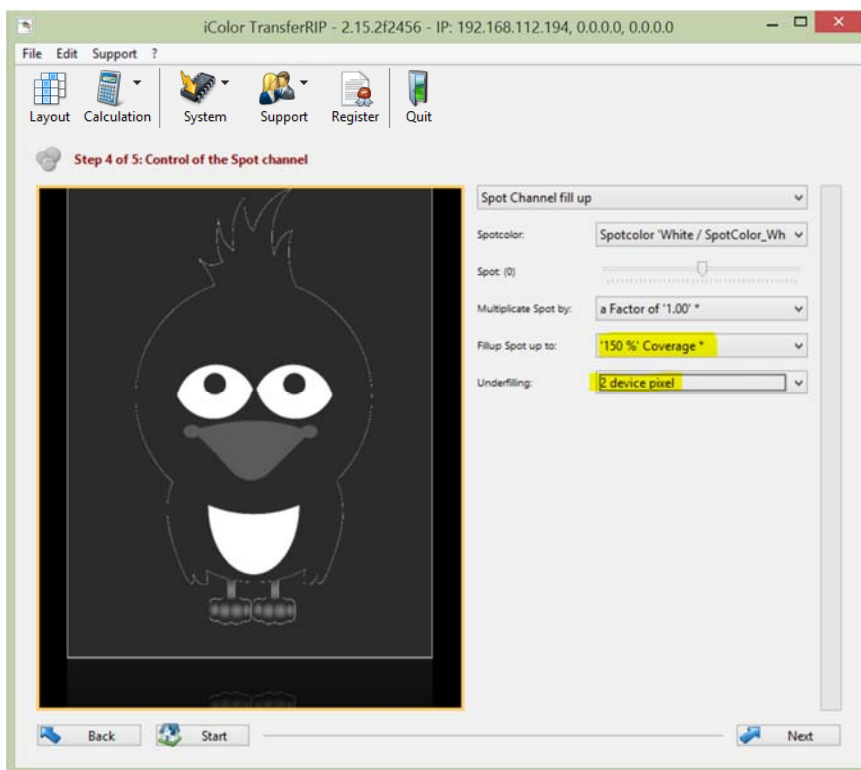 iColor TransferRIP - 2.15.2f2456 - IP: 192.168.112.194, 0.0.0.0, 0.0.0.0
File Edit Support ?
Layout Calculation System Support Register Quit
Step 4 of 5: Control of the Spot channel
Spot Channel fill up
Spotcolor: Spotcolor 'White / SpotColor_Wh
Spot: (0)
Multiplicate Spot by: a Factor of '1.00' *
Fillup Spot up to: '150 %' Coverage *
Underfilling: 2 device pixel
Back Start Next